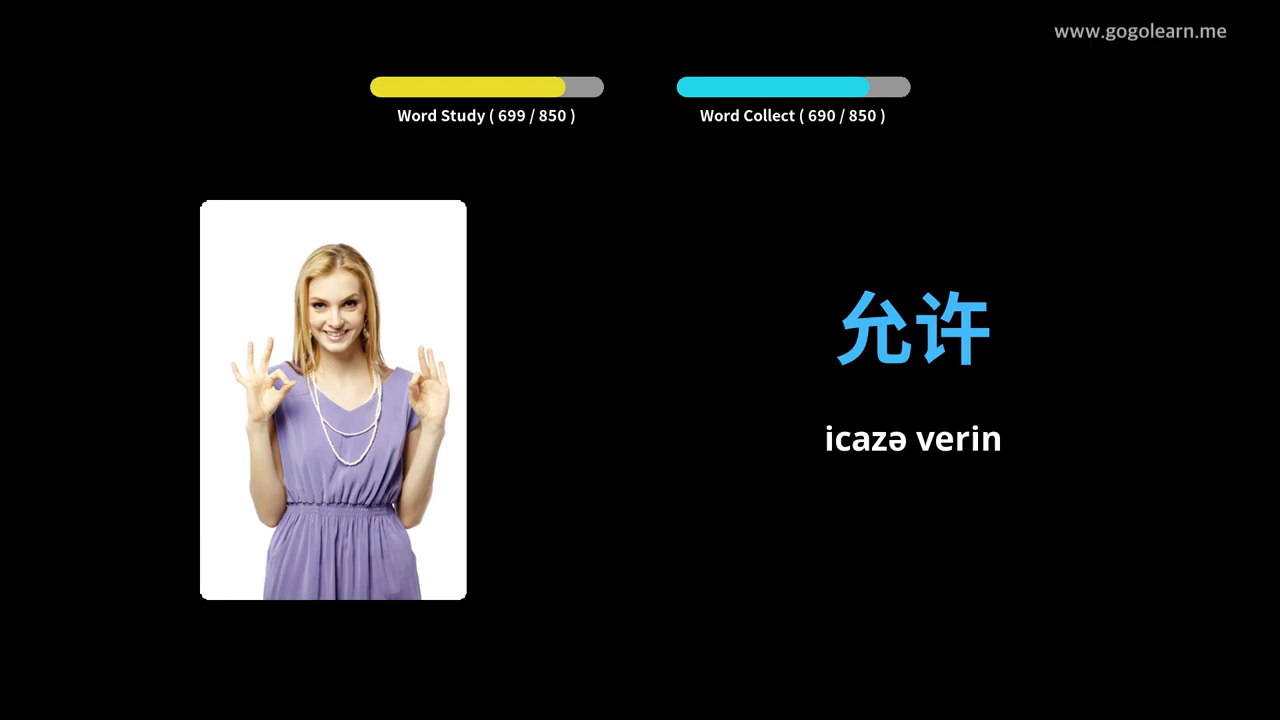 www.gogolearn.me
Word Study ( 699 / 850 )
Word Collect ( 690 / 850 )
允许
icazə verin